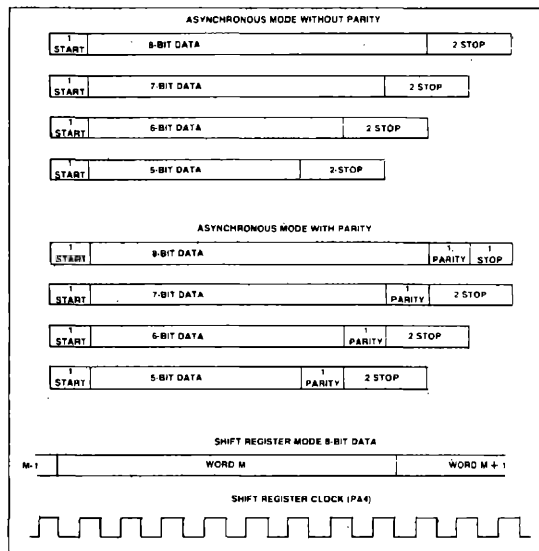 ASYNCHRONOUS MODE WITHOUT PARITY
1 START 8-BIT DATA 2 STOP
1 START 7-BIT DATA 2 STOP
1 START 6-BIT DATA 2 STOP
1 START 5-BIT DATA 2-STOP
ASYNCHRONOUS MODE WITH PARITY
1 START 8-BIT DATA 1 PARITY 1 STOP
1 START 7-BIT DATA 1 PARITY 2 STOP
1 START 6-BIT DATA 1 PARITY 2 STOP
1 START 5-BIT DATA 1 PARITY 2 STOP
SHIFT REGISTER MODE 8-BIT DATA
M-1 WORD M WORD M + 1
SHIFT REGISTER CLOCK (PA4)